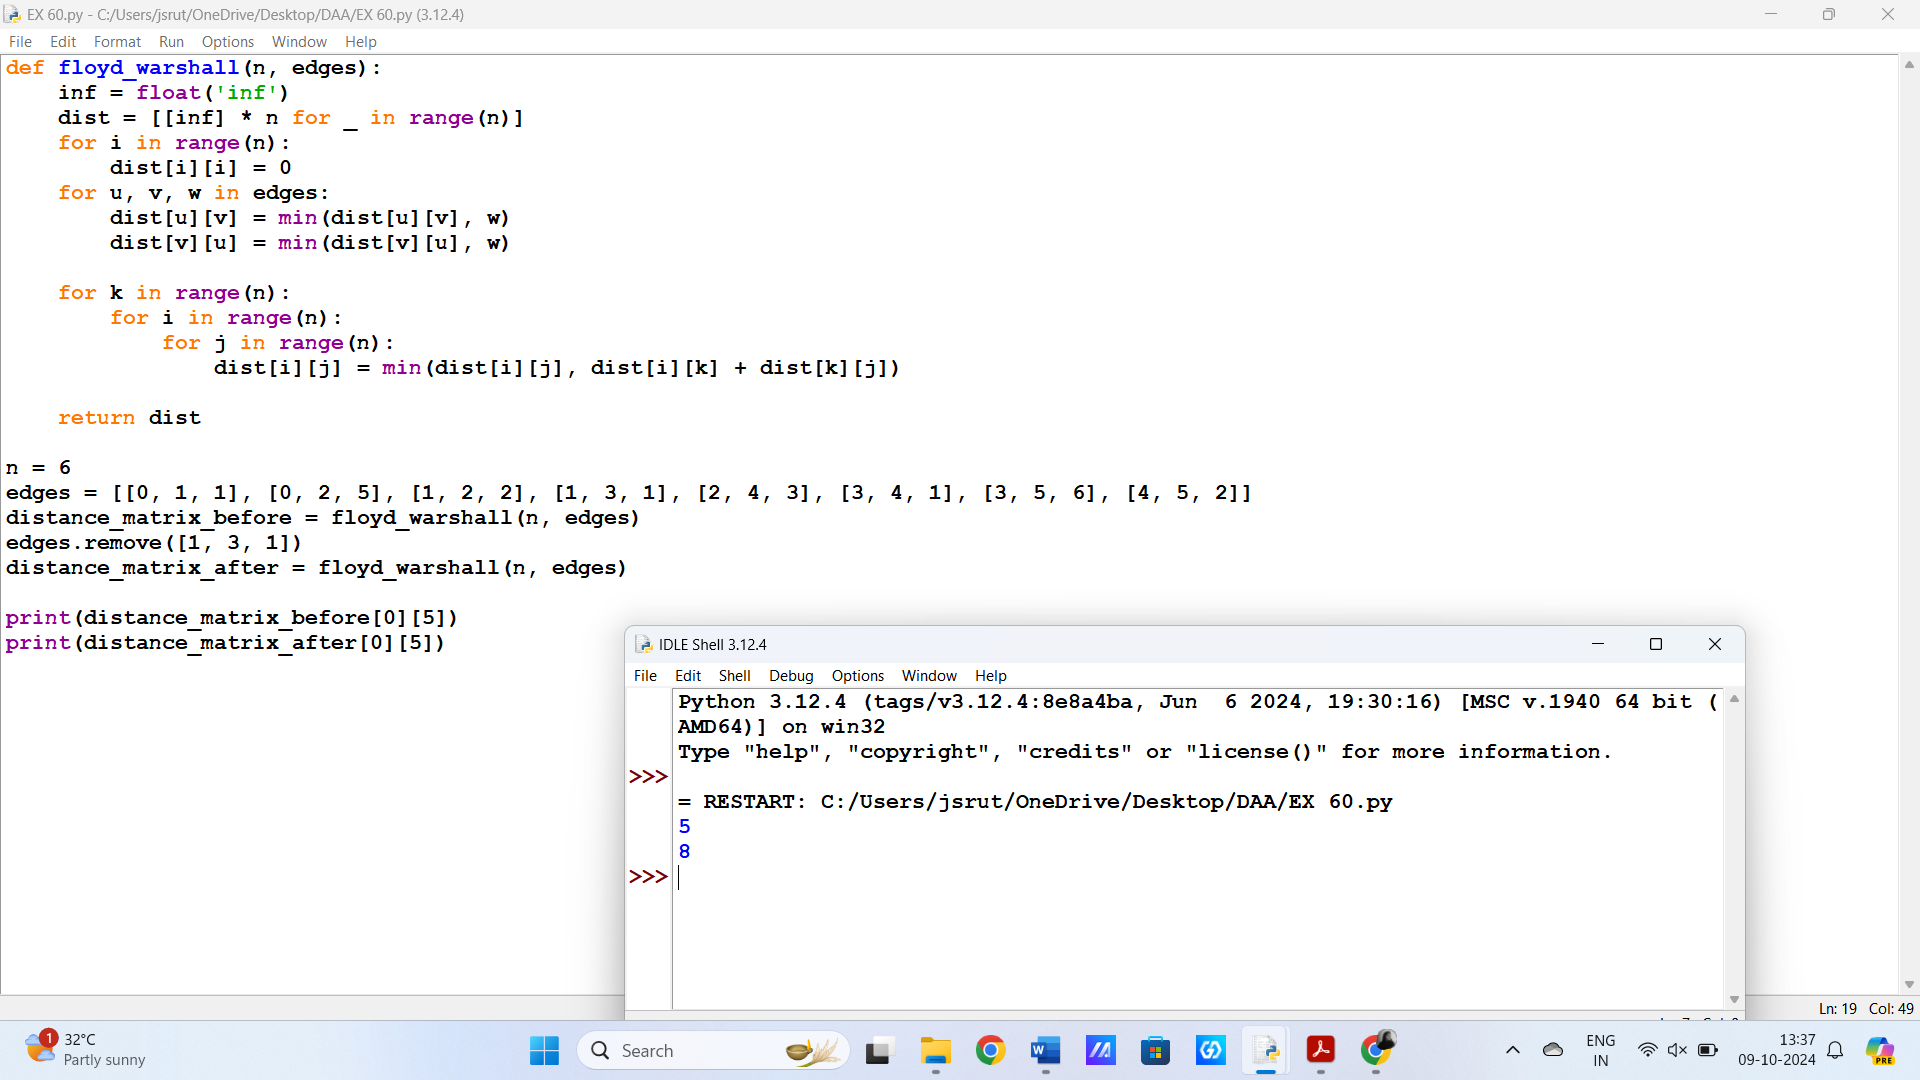 EX 60.py - C:/Users/jsrut/OneDrive/Desktop/DAA/EX 60.py (3.12.4)
File Edit Format Run Options Window Help
def floyd_warshall(n, edges):
    inf = float('inf')
    dist = [[inf] * n for _ in range(n)]
    for i in range(n):
        dist[i][i] = 0
    for u, v, w in edges:
        dist[u][v] = min(dist[u][v], w)
        dist[v][u] = min(dist[v][u], w)
    for k in range(n):
        for i in range(n):
            for j in range(n):
                dist[i][j] = min(dist[i][j], dist[i][k] + dist[k][j])
    return dist
n = 6
edges = [[0, 1, 1], [0, 2, 5], [1, 2, 2], [1, 3, 1], [2, 4, 3], [3, 4, 1], [3, 5, 6], [4, 5, 2]]
distance_matrix_before = floyd_warshall(n, edges)
edges.remove([1, 3, 1])
distance_matrix_after = floyd_warshall(n, edges)
print(distance_matrix_before[0][5])
print(distance_matrix_after[0][5])
IDLE Shell 3.12.4
File Edit Shell Debug Options Window Help
Python 3.12.4 (tags/v3.12.4:8e8a4ba, Jun  6 2024, 19:30:16) [MSC v.1940 64 bit (
AMD64)] on win32
Type "help", "copyright", "credits" or "license()" for more information.
>>>
= RESTART: C:/Users/jsrut/OneDrive/Desktop/DAA/EX 60.py
5
8
>>>
Ln: 19 Col: 49
1
32°C
Partly sunny
Search
ENG
IN
13:37
09-10-2024
PRE